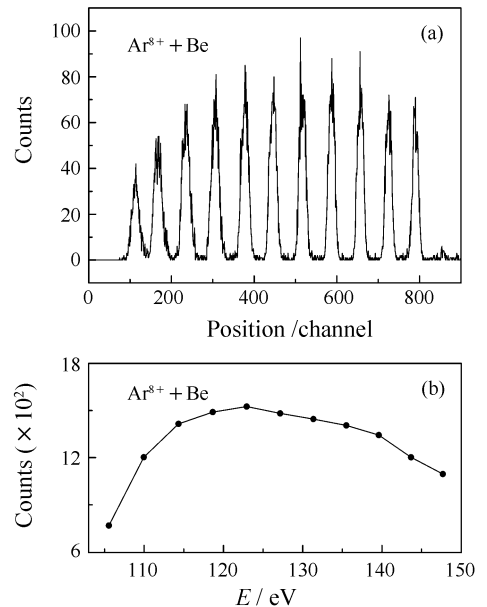 (a)
Ar⁸⁺ + Be
Counts
100
80
60
40
20
0
0 200 400 600 800
Position /channel
(b)
Ar⁸⁺ + Be
Counts (×10²)
18
12
6
110 120 130 140 150
E / eV